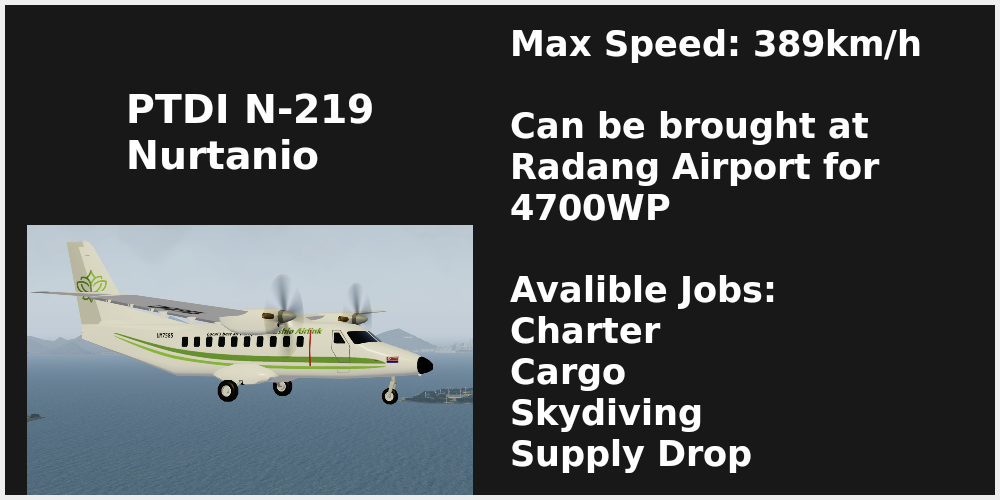 PTDI N-219
Nurtanio
Max Speed: 389km/h
Can be brought at
Radang Airport for
4700WP
Avalible Jobs:
Charter
Cargo
Skydiving
Supply Drop